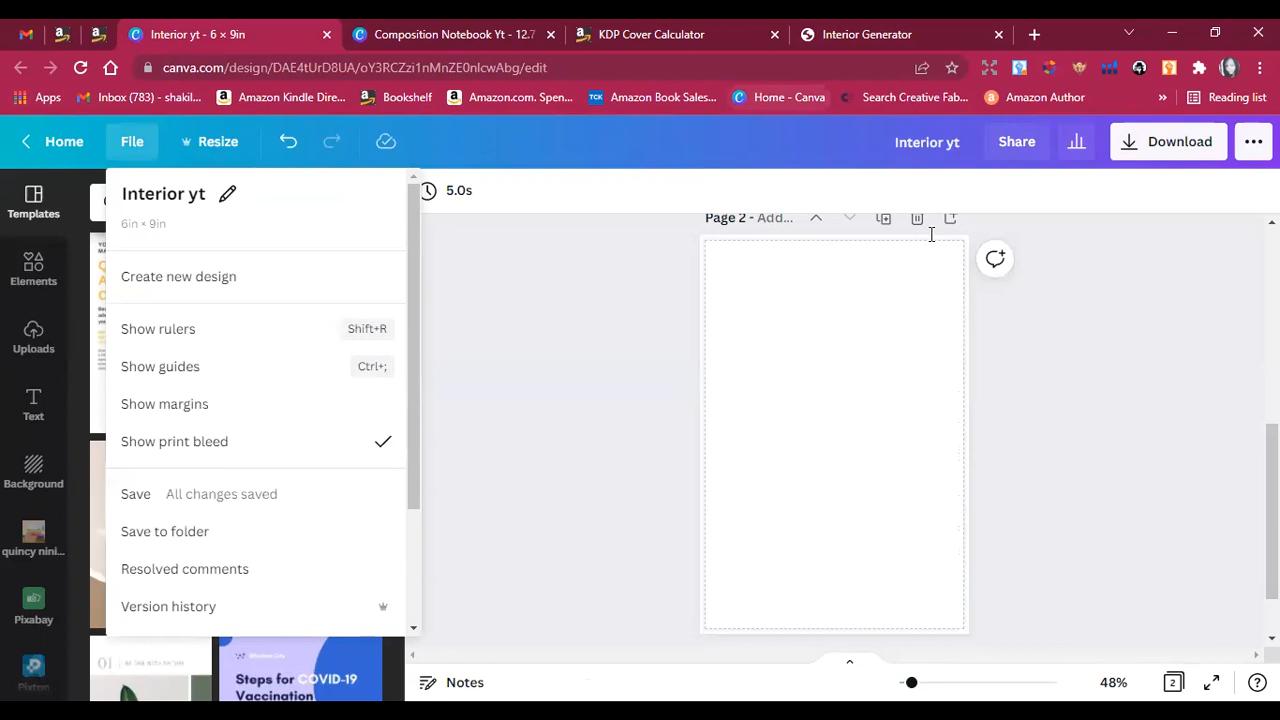 Interior yt - 6 × 9in
Composition Notebook Yt - 12.7
KDP Cover Calculator
Interior Generator
canva.com/design/DAE4tUrD8UA/oY3RCZzi1nMnZE0nIcwAbg/edit
Apps
Inbox (783) - shakil...
Amazon Kindle Dire...
Bookshelf
Amazon.com. Spen...
TCK
Amazon Book Sales...
Home - Canva
Search Creative Fab...
Amazon Author
»
Reading list
Home
File
Resize
Interior yt
Share
Download
Interior yt
6in × 9in
5.0s
Templates
Elements
Uploads
Text
Background
quincy nini...
Pixabay
Create new design
Show rulers Shift+R
Show guides Ctrl+;
Show margins
Show print bleed
Save All changes saved
Save to folder
Resolved comments
Version history
Page 2 - Add...
Steps for COVID-19
Vaccination
Notes
48%
2